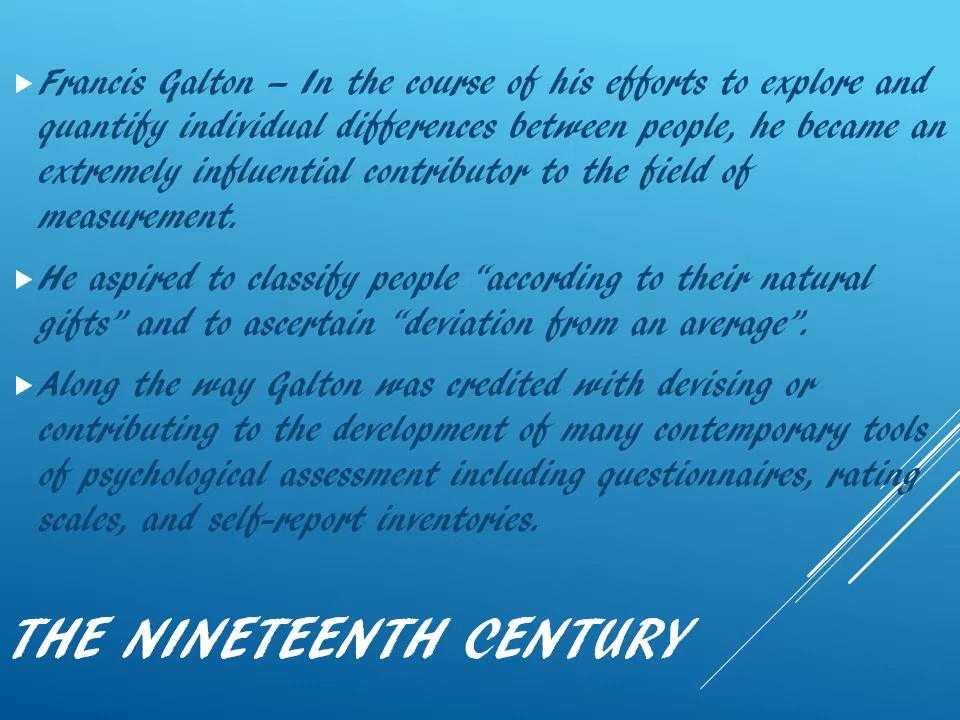 Francis Galton – In the course of his efforts to explore and
quantify individual differences between people, he became an
extremely influential contributor to the field of
measurement.
He aspired to classify people “according to their natural
gifts” and to ascertain “deviation from an average”.
Along the way Galton was credited with devising or
contributing to the development of many contemporary tools
of psychological assessment including questionnaires, rating
scales, and self-report inventories.
THE NINETEENTH CENTURY